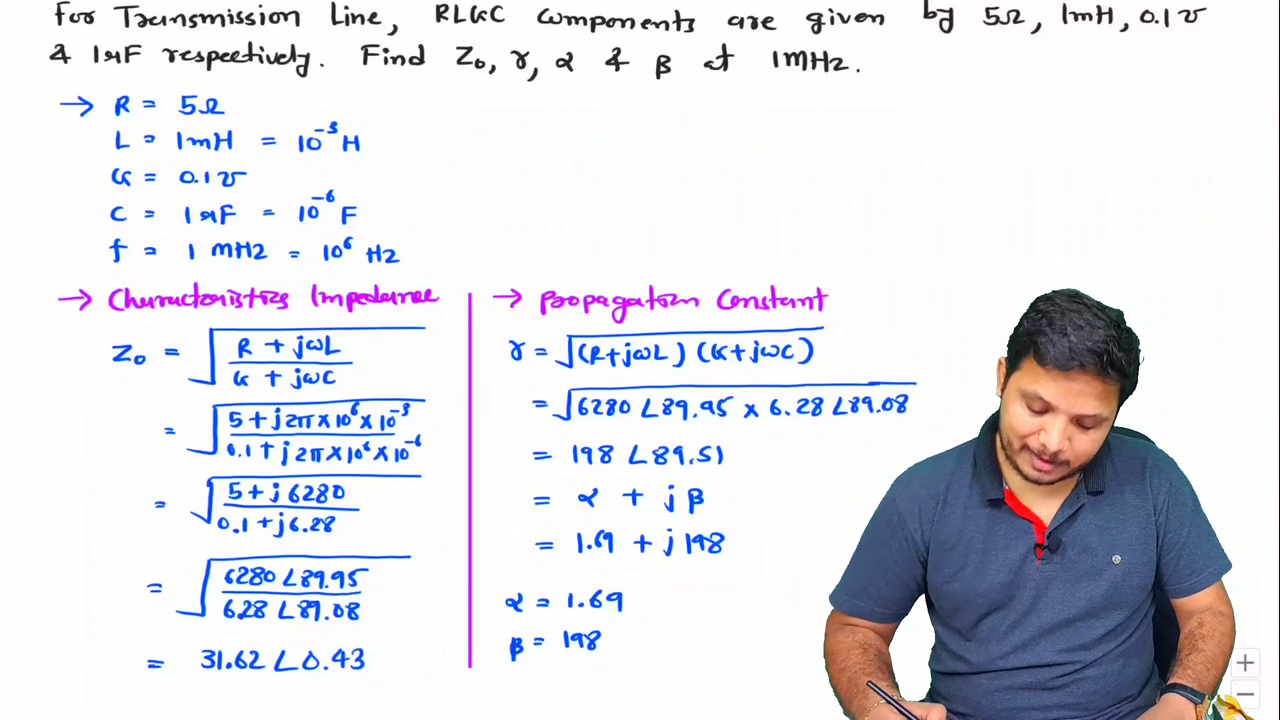 For Transmission Line, RLGC components are given by 5Ω, 1mH, 0.1℧
& 1μF respectively. Find Z₀, γ, α & β at 1MHz.
→ R = 5Ω
L = 1mH = 10⁻³ H
G = 0.1℧
C = 1μF = 10⁻⁶ F
f = 1 MHz = 10⁶ Hz
→ Characteristics Impedance
Z₀ = √((R + jωL) / (G + jωC))
= √((5 + j2π×10⁶×10⁻³) / (0.1 + j2π×10⁶×10⁻⁶))
= √((5 + j6280) / (0.1 + j6.28))
= √((6280 ∠89.95) / (6.28 ∠89.08))
= 31.62 ∠0.43
→ Propagation Constant
γ = √((R+jωL) (G+jωC))
= √(6280 ∠89.95 × 6.28 ∠89.08)
= 198 ∠89.51
= α + jβ
= 1.69 + j198
α = 1.69
β = 198